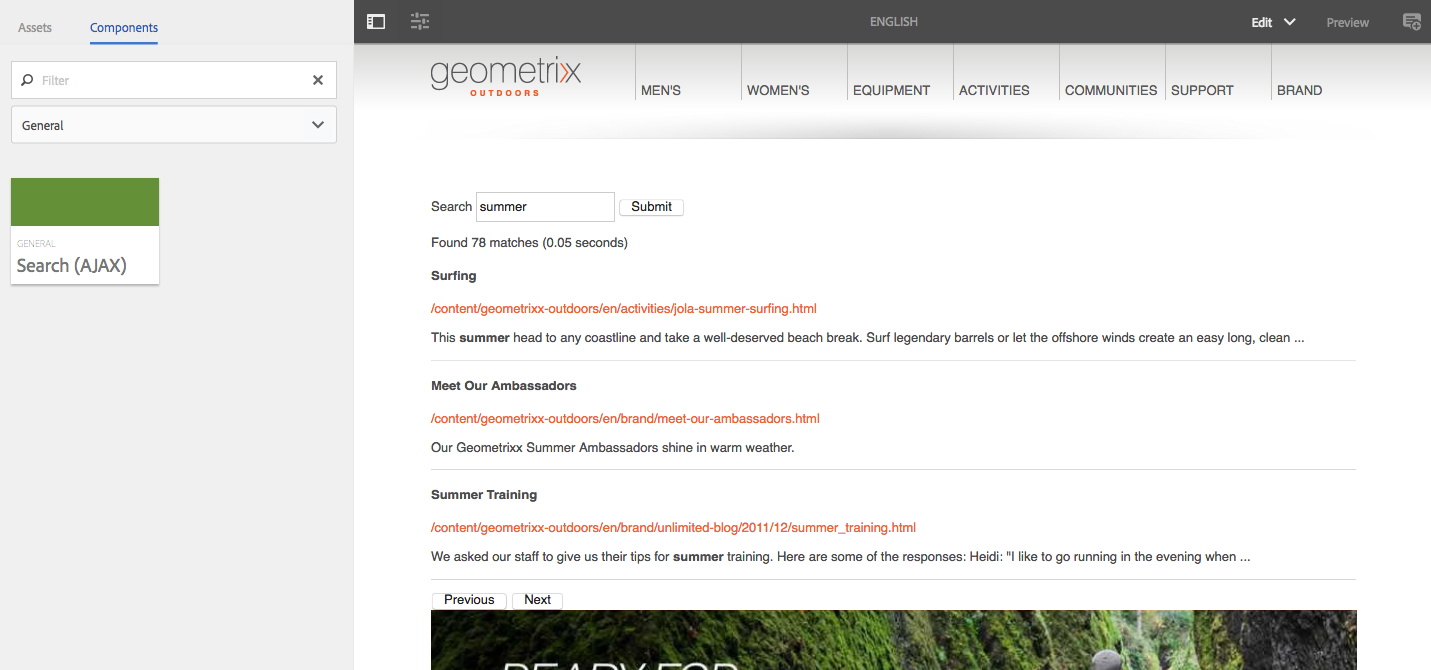 Assets Components
Filter
General
GENERAL
Search (AJAX)
ENGLISH
Edit Preview
geometrixx
OUTDOORS
MEN'S WOMEN'S EQUIPMENT ACTIVITIES COMMUNITIES SUPPORT BRAND
Search summer Submit
Found 78 matches (0.05 seconds)
Surfing
/content/geometrixx-outdoors/en/activities/jola-summer-surfing.html
This summer head to any coastline and take a well-deserved beach break. Surf legendary barrels or let the offshore winds create an easy long, clean ...
Meet Our Ambassadors
/content/geometrixx-outdoors/en/brand/meet-our-ambassadors.html
Our Geometrixx Summer Ambassadors shine in warm weather.
Summer Training
/content/geometrixx-outdoors/en/brand/unlimited-blog/2011/12/summer_training.html
We asked our staff to give us their tips for summer training. Here are some of the responses: Heidi: "I like to go running in the evening when ...
Previous Next
READY FOR